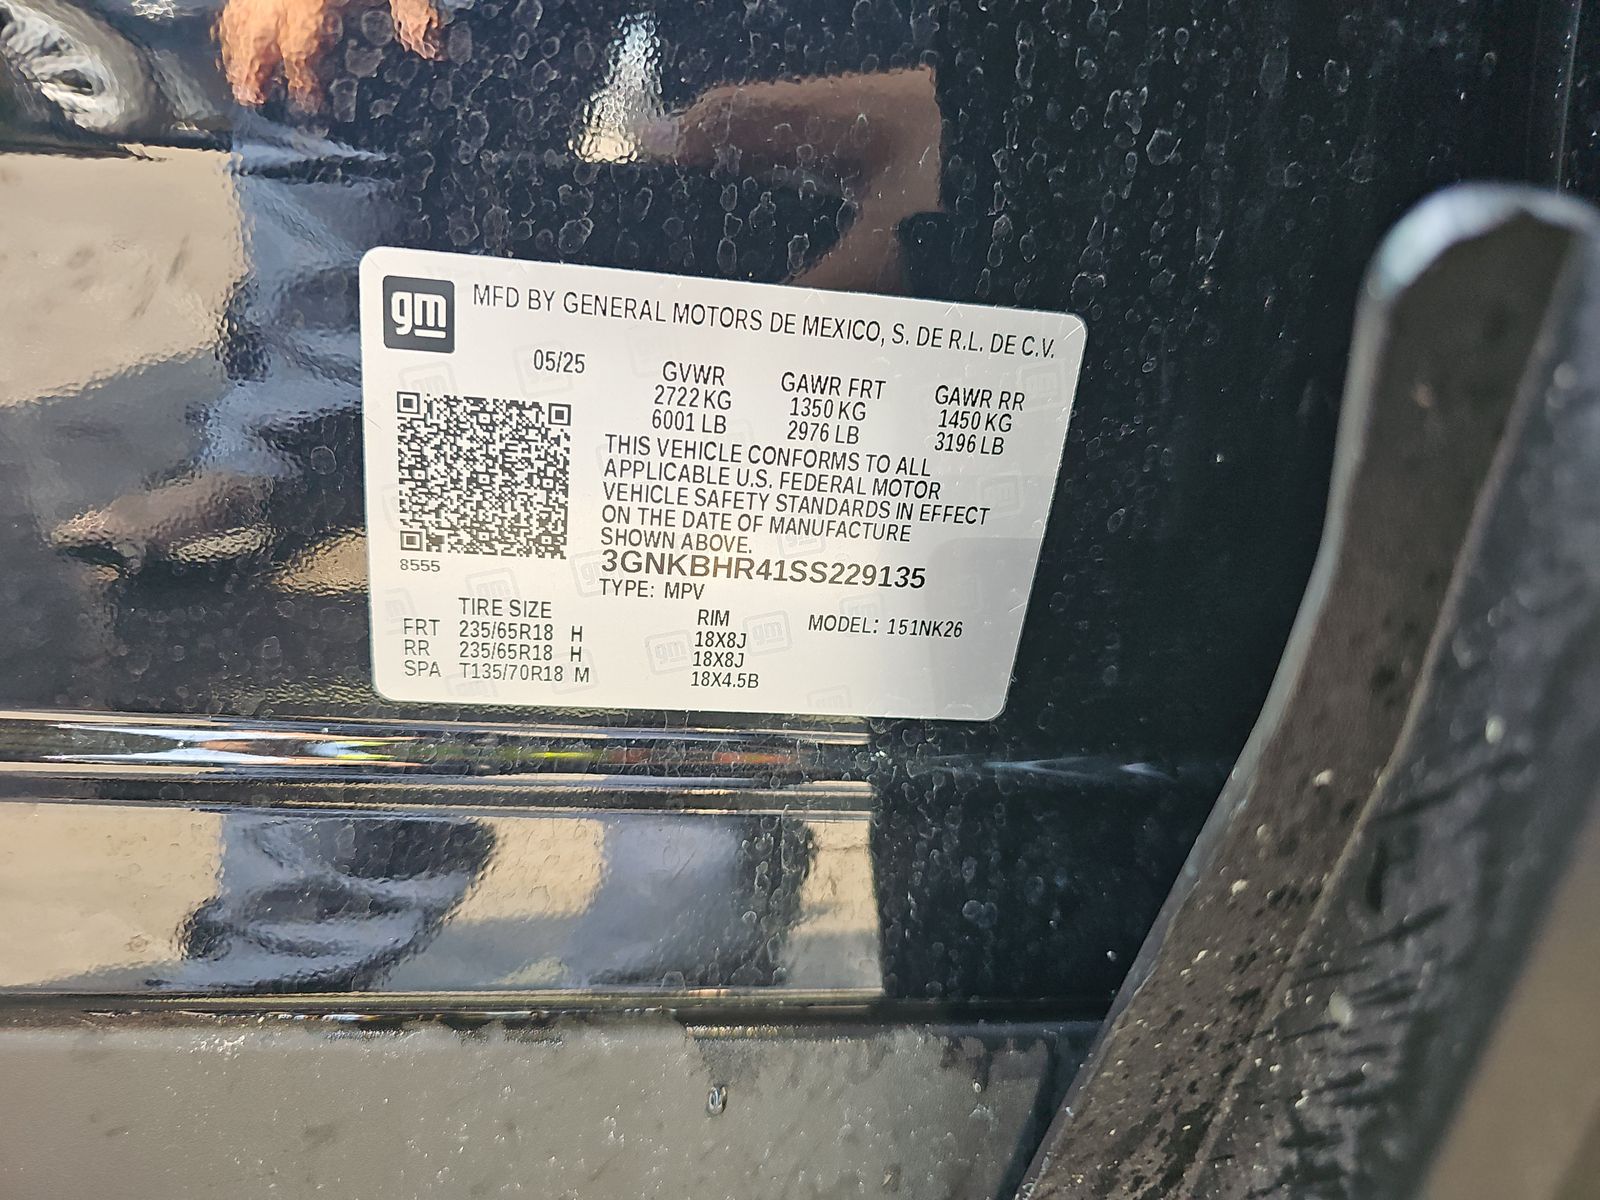 gm
MFD BY GENERAL MOTORS DE MEXICO, S. DE R.L. DE C.V.
05/25
GVWR GAWR FRT GAWR RR
2722 KG 1350 KG 1450 KG
6001 LB 2976 LB 3196 LB
THIS VEHICLE CONFORMS TO ALL
APPLICABLE U.S. FEDERAL MOTOR
VEHICLE SAFETY STANDARDS IN EFFECT
ON THE DATE OF MANUFACTURE
SHOWN ABOVE.
8555
3GNKBHR41SS229135
TYPE: MPV
TIRE SIZE RIM MODEL: 151NK26
FRT 235/65R18 H 18X8J
RR 235/65R18 H 18X8J
SPA T135/70R18 M 18X4.5B